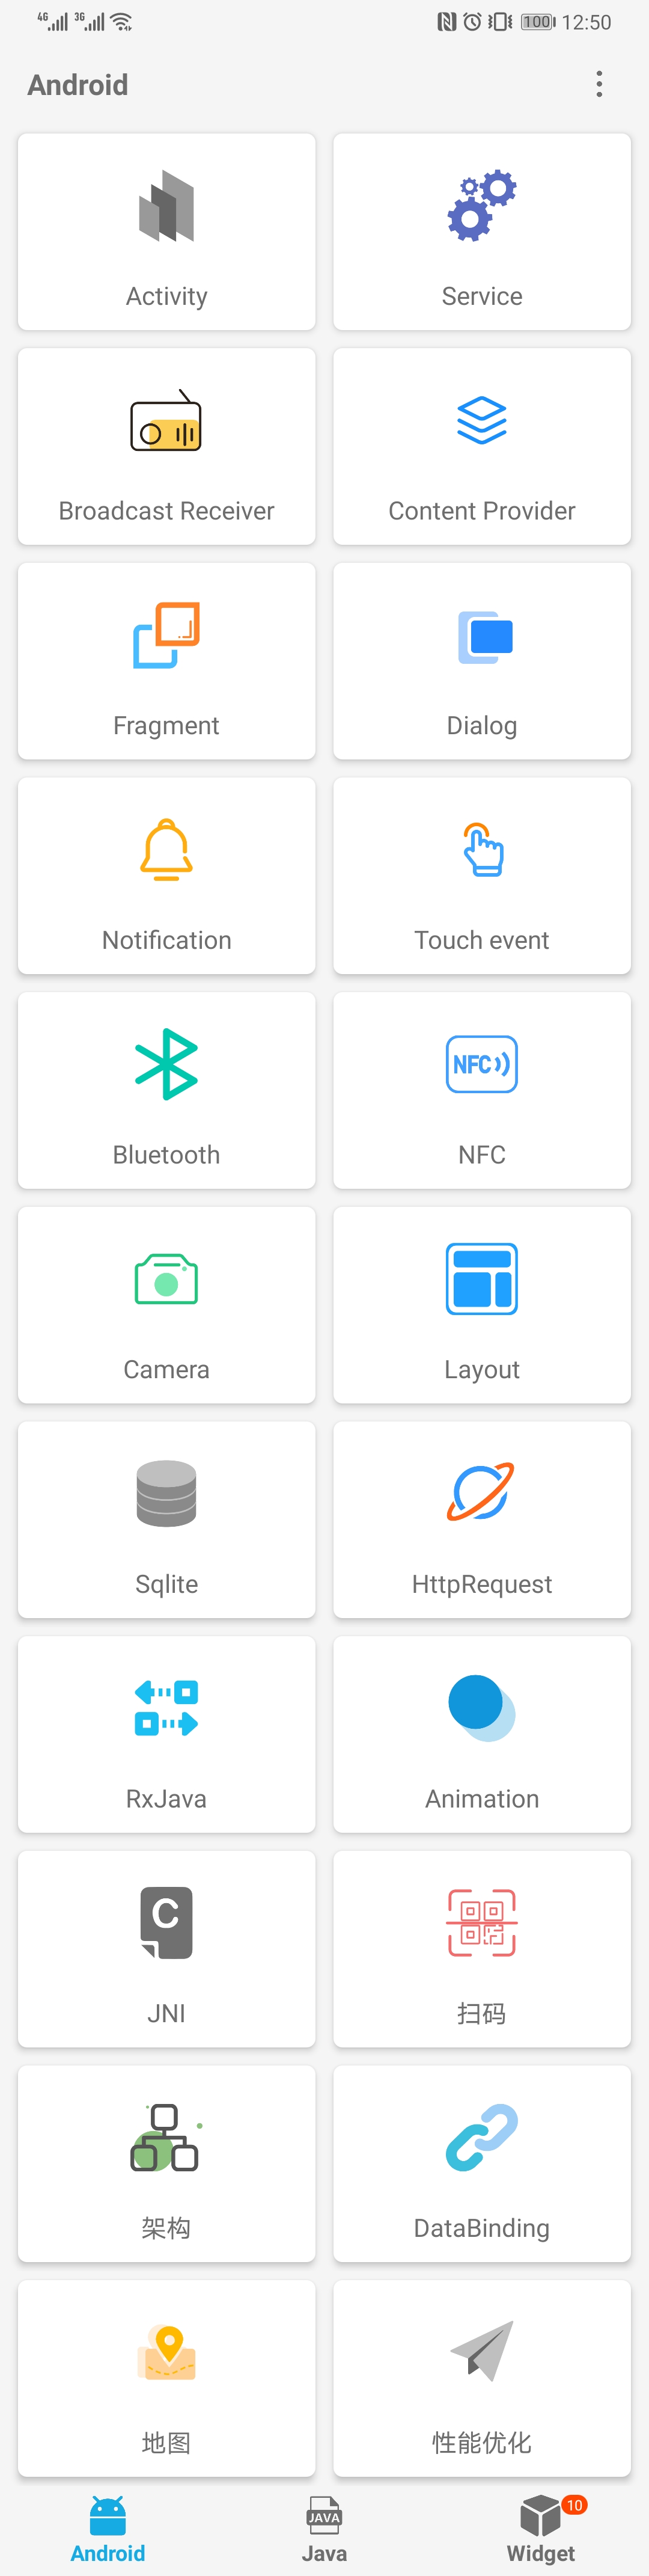 4G 3G 100 12:50
Android
Activity Service
Broadcast Receiver Content Provider
Fragment Dialog
Notification Touch event
NFC
Bluetooth NFC
Camera Layout
Sqlite HttpRequest
RxJava Animation
C
JNI 扫码
架构 DataBinding
地图 性能优化
JAVA 10
Android Java Widget